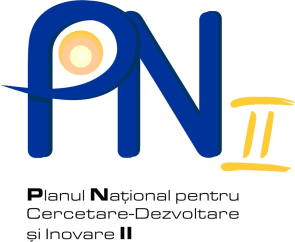 PN
II
Planul Național pentru
Cercetare-Dezvoltare
și Inovare II